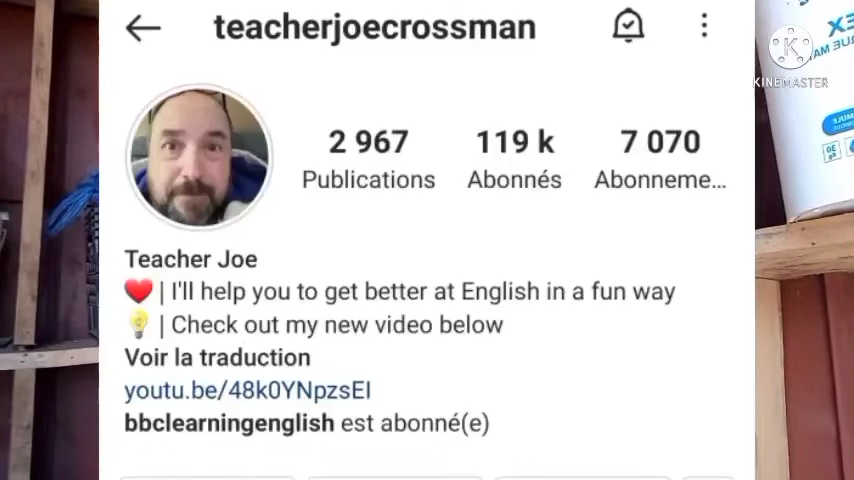 teacherjoecrossman
2 967
119 k
7 070
Publications
Abonnés
Abonneme...
Teacher Joe
❤️ | I'll help you to get better at English in a fun way
💡 | Check out my new video below
Voir la traduction
youtu.be/48k0YNpzsEI
bbclearningenglish est abonné(e)
KINEMASTER